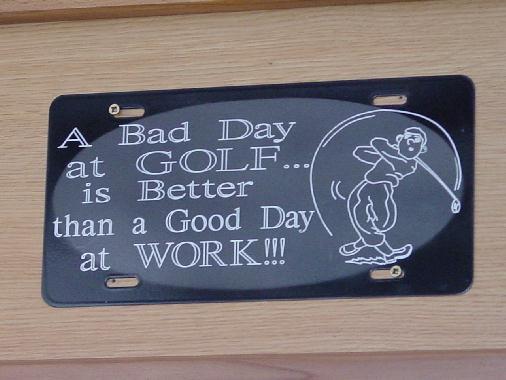 A Bad Day
at GOLF...
is Better
than a Good Day
at WORK!!!